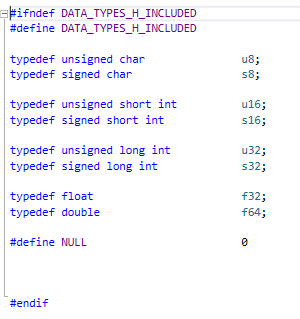 #ifndef DATA_TYPES_H_INCLUDED
#define DATA_TYPES_H_INCLUDED
typedef unsigned char u8;
typedef signed char s8;
typedef unsigned short int u16;
typedef signed short int s16;
typedef unsigned long int u32;
typedef signed long int s32;
typedef float f32;
typedef double f64;
#define NULL 0
#endif